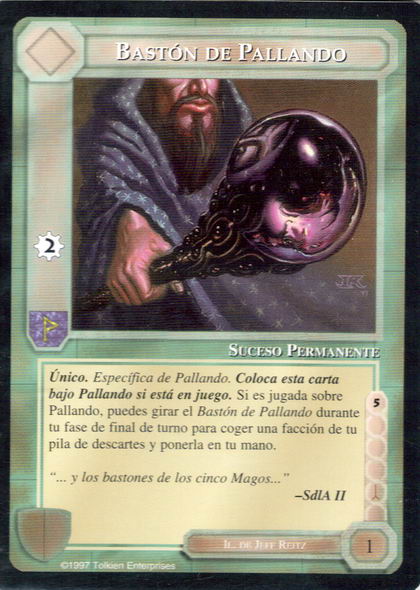 BASTÓN DE PALLANDO
2
JRK
SUCESO PERMANENTE
Único. Específica de Pallando. Coloca esta carta
bajo Pallando si está en juego. Si es jugada sobre
Pallando, puedes girar el Bastón de Pallando durante
tu fase de final de turno para coger una facción de tu
pila de descartes y ponerla en tu mano.
5
"... y los bastones de los cinco Magos..."
–SdlA II
IL. DE JEFF REITZ
1
©1997 Tolkien Enterprises